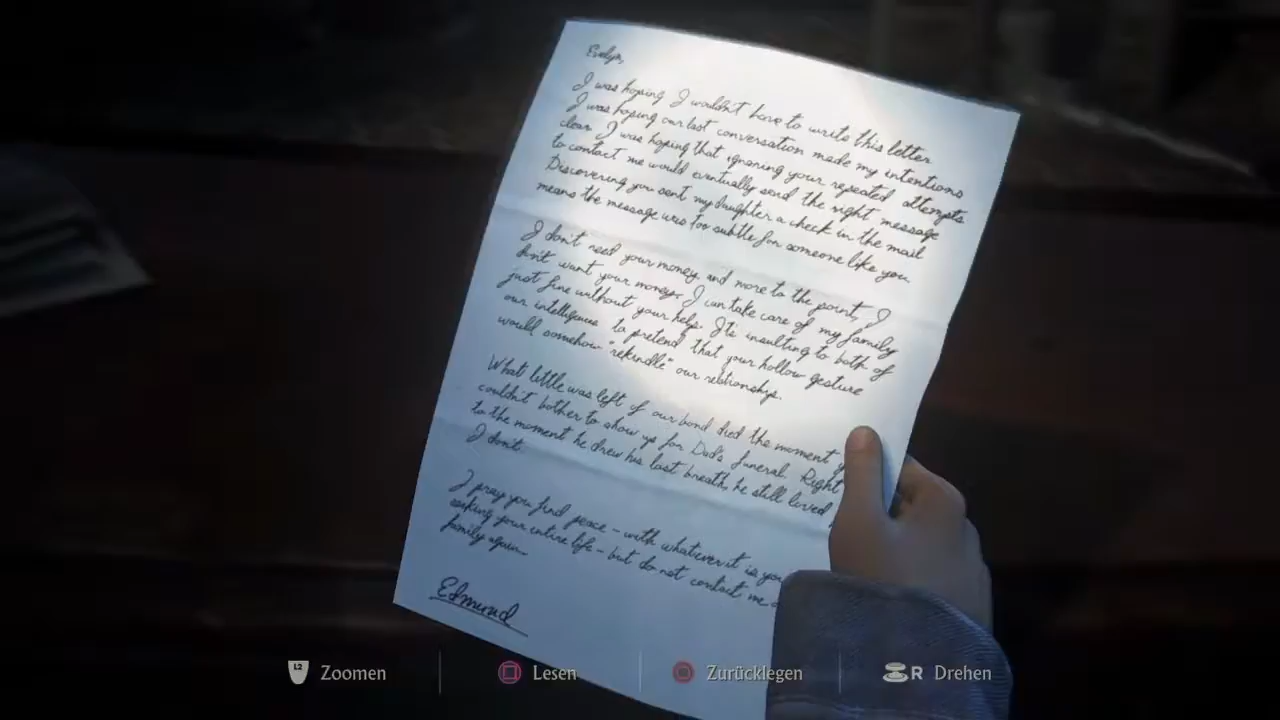 Evelyn,
I was hoping I wouldn't have to write this letter.
I was hoping our last conversation made my intentions
clear. I was hoping that ignoring your repeated attempts
to contact me would eventually send the right message.
Discovering you sent my daughter a check in the mail
means the message was too subtle for someone like you.
I don't need your money and more to the point, I
don't want your money. I can take care of my family
just fine without your help. It's insulting to both of
our intelligences to pretend that your hollow gesture
would somehow "rekindle" our relationship.
What little was left of our bond died the moment
couldn't bother to show up for Dad's funeral. Right
to the moment he drew his last breath, he still loved
I don't.
I pray you find peace - with whatever it is you
seeking your entire life - but do not contact me
family again.
Edmund
L2 Zoomen
Lesen
Zurücklegen
R Drehen